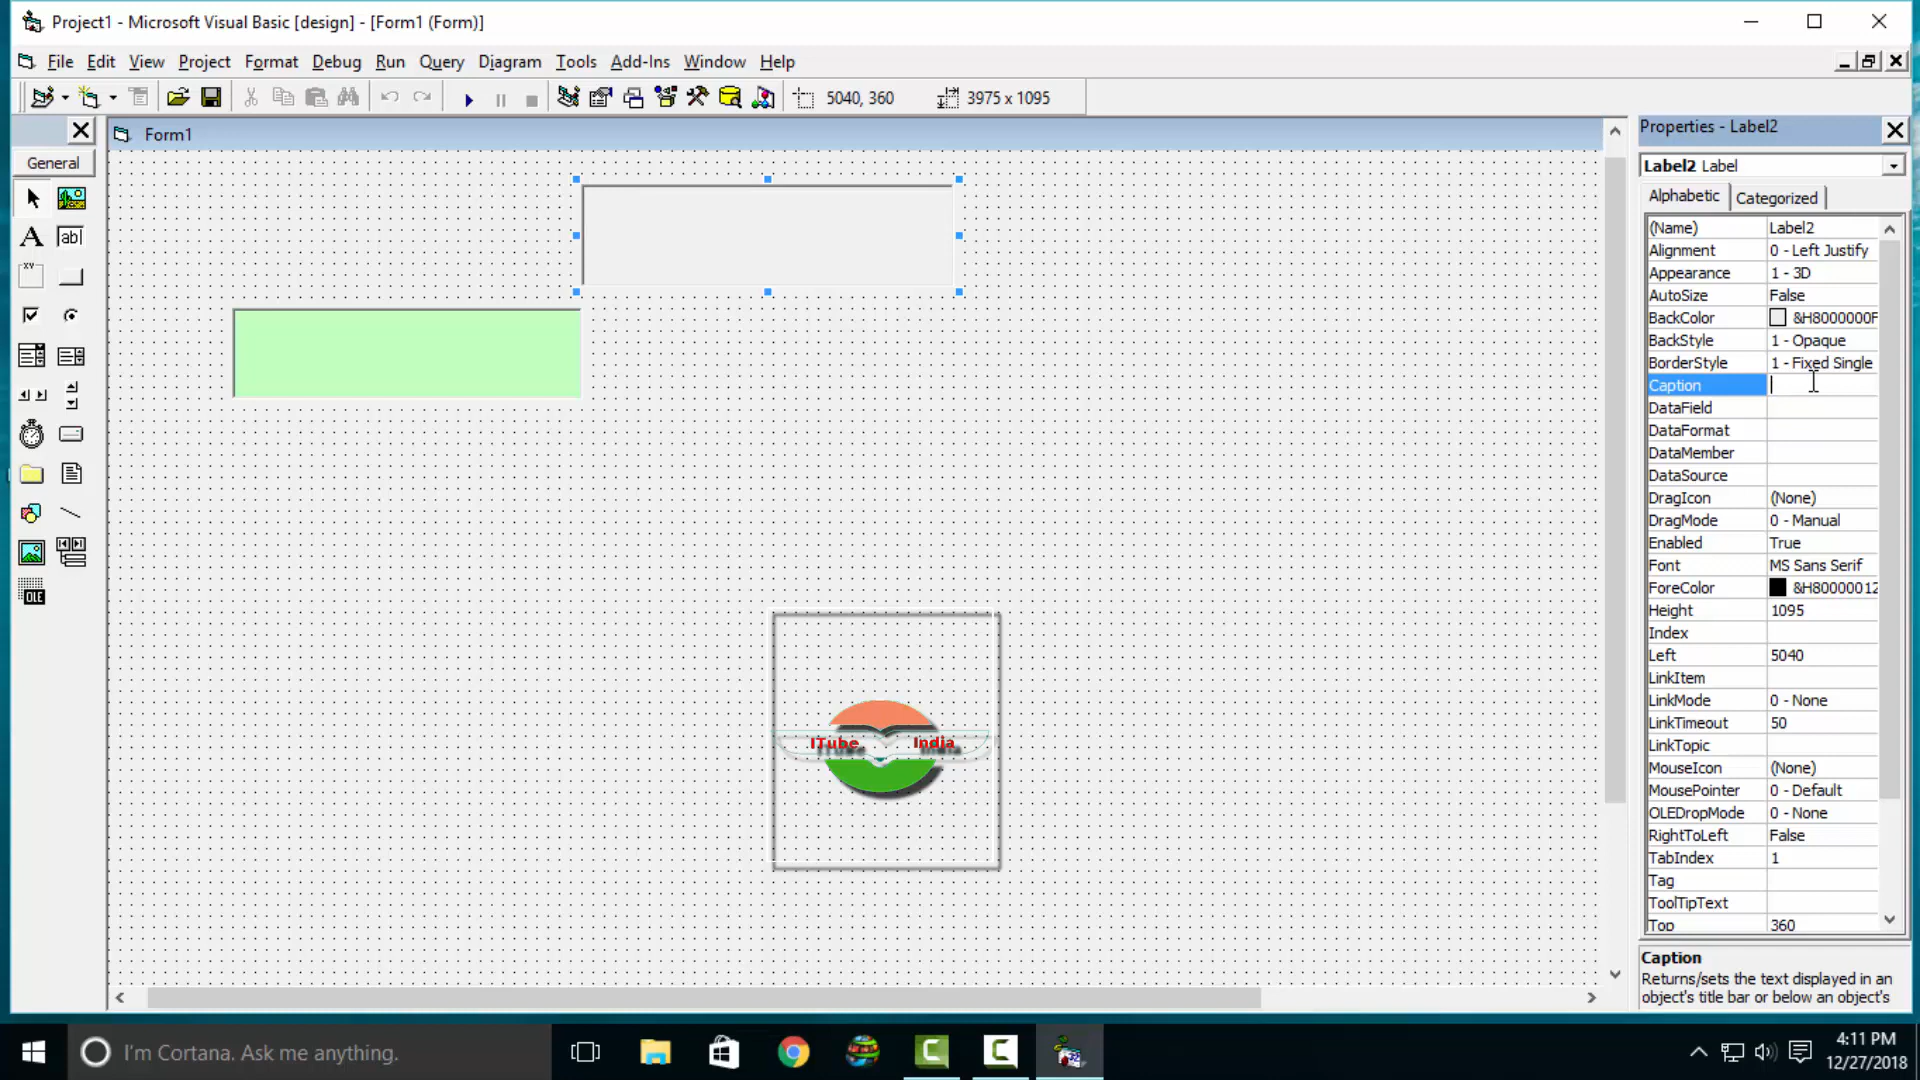 Project1 - Microsoft Visual Basic [design] - [Form1 (Form)]
File Edit View Project Format Debug Run Query Diagram Tools Add-Ins Window Help
5040, 360 3975 x 1095
General
A ab|
xy
OLE
Form1
ITube India
Properties - Label2
Label2 Label
Alphabetic Categorized
(Name) Label2
Alignment 0 - Left Justify
Appearance 1 - 3D
AutoSize False
BackColor &H8000000F
BackStyle 1 - Opaque
BorderStyle 1 - Fixed Single
Caption
DataField
DataFormat
DataMember
DataSource
DragIcon (None)
DragMode 0 - Manual
Enabled True
Font MS Sans Serif
ForeColor &H80000012
Height 1095
Index
Left 5040
LinkItem
LinkMode 0 - None
LinkTimeout 50
LinkTopic
MouseIcon (None)
MousePointer 0 - Default
OLEDropMode 0 - None
RightToLeft False
TabIndex 1
Tag
ToolTipText
Top 360
Caption
Returns/sets the text displayed in an
object's title bar or below an object's
I'm Cortana. Ask me anything.
4:11 PM
12/27/2018